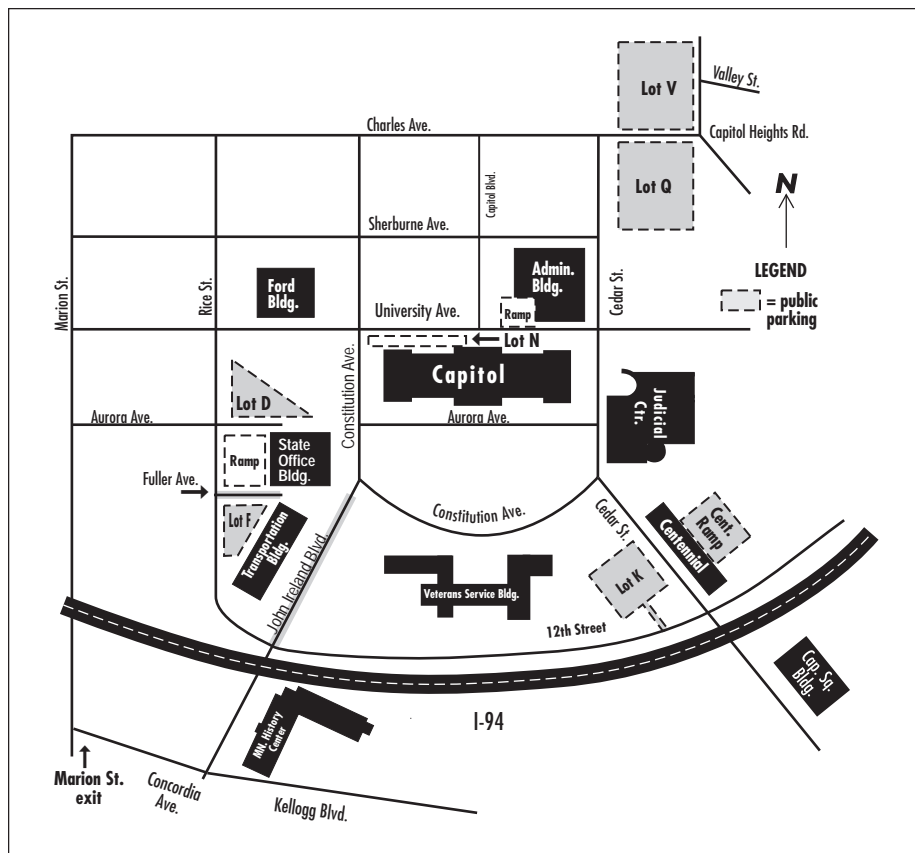 Lot V
Valley St.
Charles Ave.
Capitol Heights Rd.
Capitol Blvd.
Lot Q
N
Sherburne Ave.
Marion St.
Rice St.
Ford
Bldg.
Admin.
Bldg.
Cedar St.
LEGEND
= public
parking
University Ave.
Ramp
Lot N
Constitution Ave.
Capitol
Lot D
Judicial
Ctr.
Aurora Ave.
Aurora Ave.
Ramp
State
Office
Bldg.
Fuller Ave.
Lot F
Transportation
Bldg.
John Ireland Blvd.
Constitution Ave.
Cedar St.
Cent.
Ramp
Centennial
Lot K
Veterans Service Bldg.
12th Street
Cap. Sq.
Bldg.
MN. History
Center
I-94
Marion St.
exit
Concordia
Ave.
Kellogg Blvd.